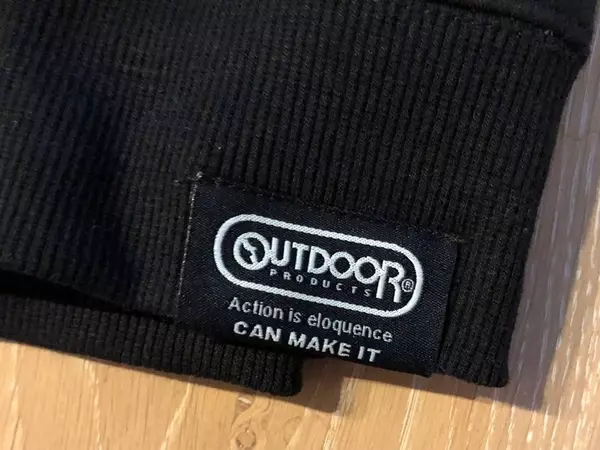 OUTDOOR®
PRODUCTS
Action is eloquence
CAN MAKE IT